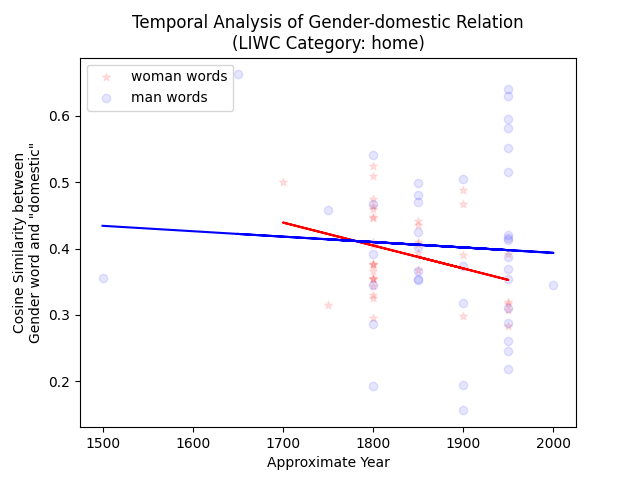 Temporal Analysis of Gender-domestic Relation
(LIWC Category: home)
woman words
man words
Cosine Similarity between
Gender word and "domestic"
0.6
0.5
0.4
0.3
0.2
1500
1600
1700
1800
1900
2000
Approximate Year